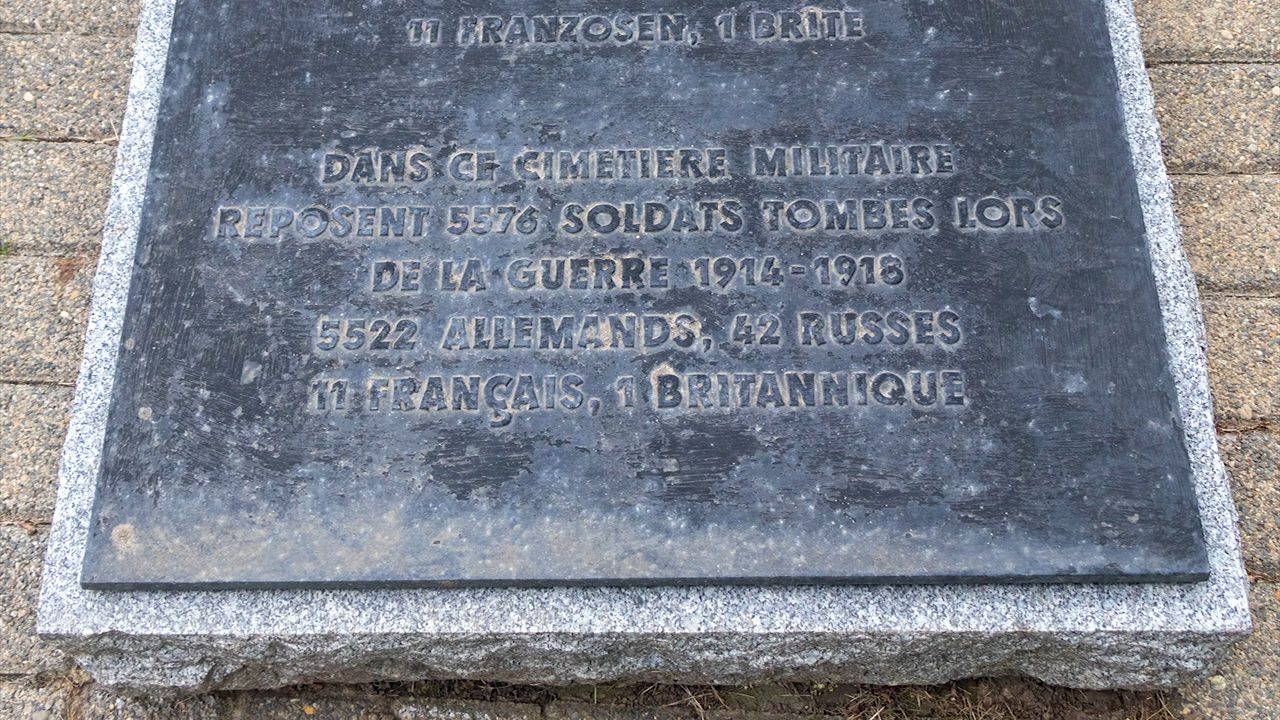 11 FRANZOSEN, 1 BRITE
DANS CE CIMETIERE MILITAIRE
REPOSENT 5576 SOLDATS TOMBES LORS
DE LA GUERRE 1914-1918
5522 ALLEMANDS, 42 RUSSES
11 FRANÇAIS, 1 BRITANNIQUE